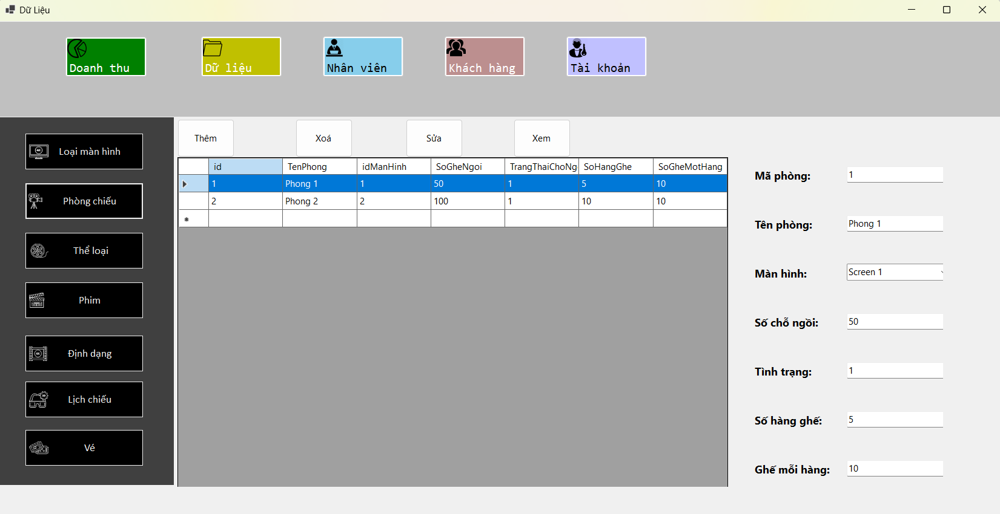 Dữ Liệu
Doanh thu
Dữ liệu
Nhân viên
Khách hàng
Tài khoản
Loại màn hình
Phòng chiếu
Thể loại
Phim
Định dạng
Lịch chiếu
Vé
Thêm Xoá Sửa Xem
id TenPhong idManHinh SoGheNgoi TrangThaiChoNg SoHangGhe SoGheMotHang
1 Phong 1 1 50 1 5 10
2 Phong 2 2 100 1 10 10
Mã phòng: 1
Tên phòng: Phong 1
Màn hình: Screen 1
Số chỗ ngồi: 50
Tình trạng: 1
Số hàng ghế: 5
Ghế mỗi hàng: 10